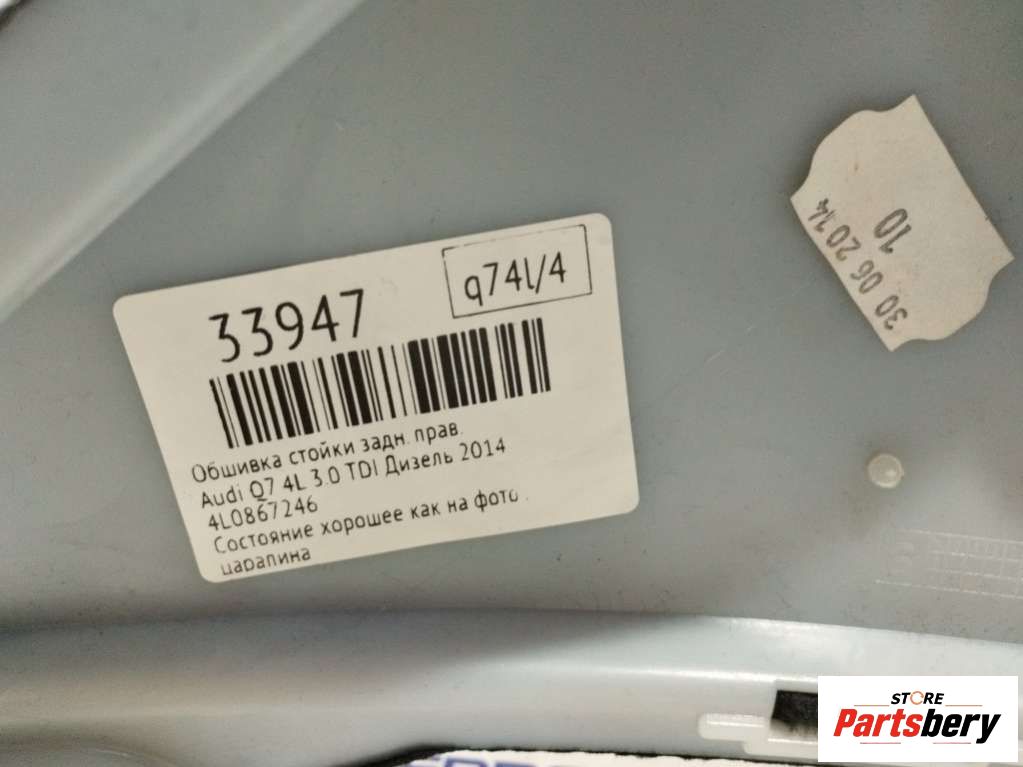 33947
q74l/4
Обшивка стойки задн. прав.
Audi Q7 4L 3.0 TDI Дизель 2014
4L0867246
Состояние хорошее как на фото .
царапина
30 06 2014
10
STORE
Partsbery